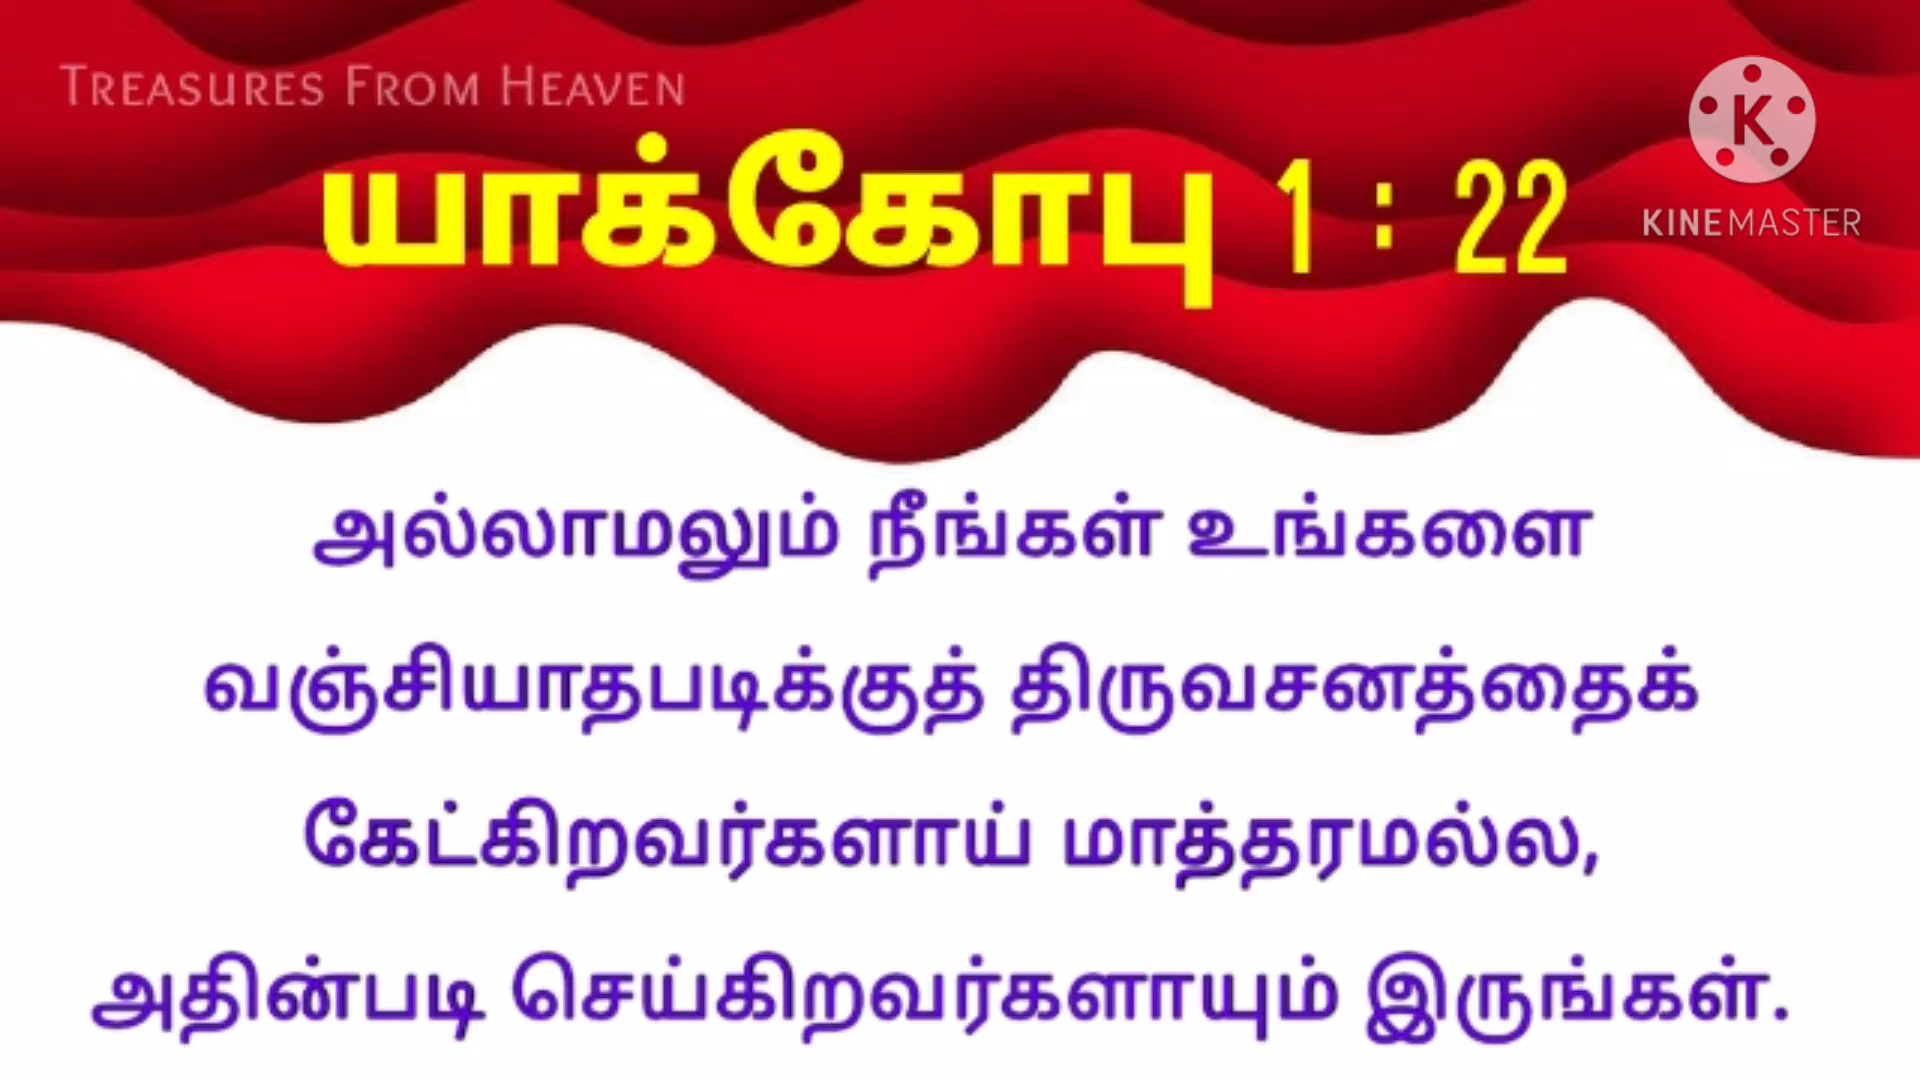 TREASURES FROM HEAVEN
K
KINEMASTER
யாக்கோபு 1 : 22
அல்லாமலும் நீங்கள் உங்களை
வஞ்சியாதபடிக்குத் திருவசனத்தைக்
கேட்கிறவர்களாய் மாத்தரமல்ல,
அதின்படி செய்கிறவர்களாயும் இருங்கள்.